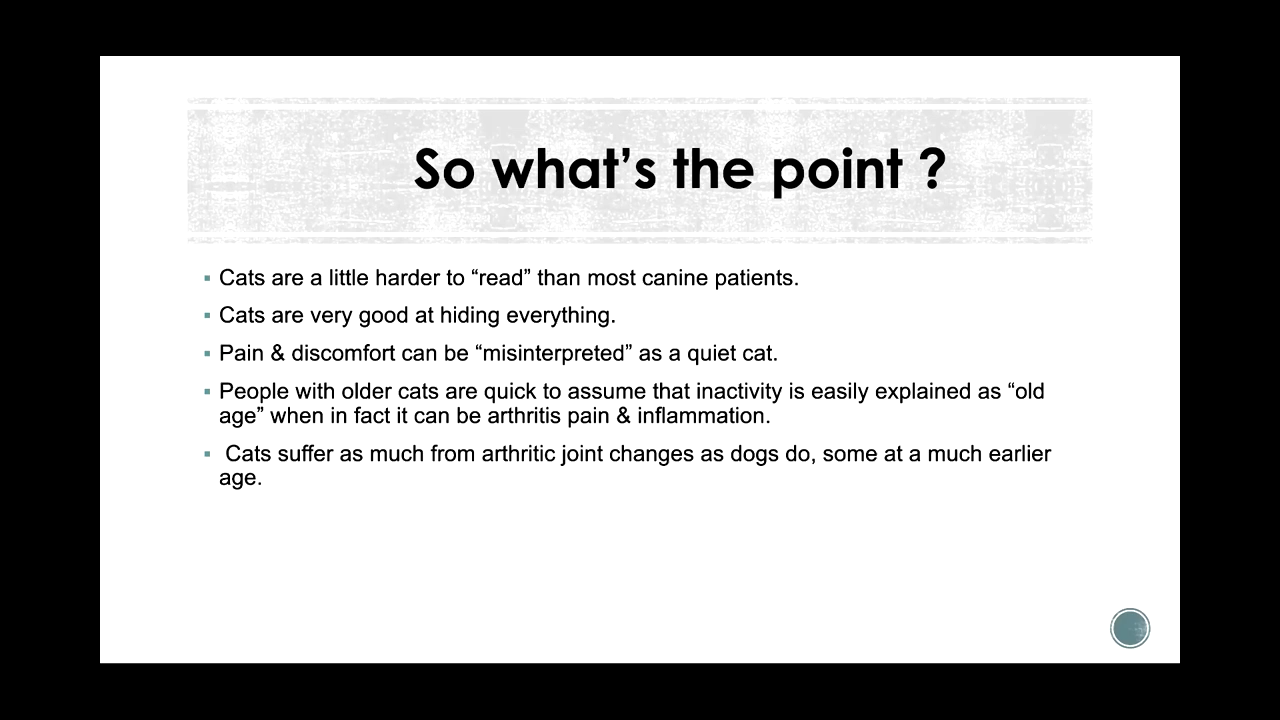 So what’s the point ?
▪ Cats are a little harder to “read” than most canine patients.
▪ Cats are very good at hiding everything.
▪ Pain & discomfort can be “misinterpreted” as a quiet cat.
▪ People with older cats are quick to assume that inactivity is easily explained as “old
age” when in fact it can be arthritis pain & inflammation.
▪ Cats suffer as much from arthritic joint changes as dogs do, some at a much earlier
age.